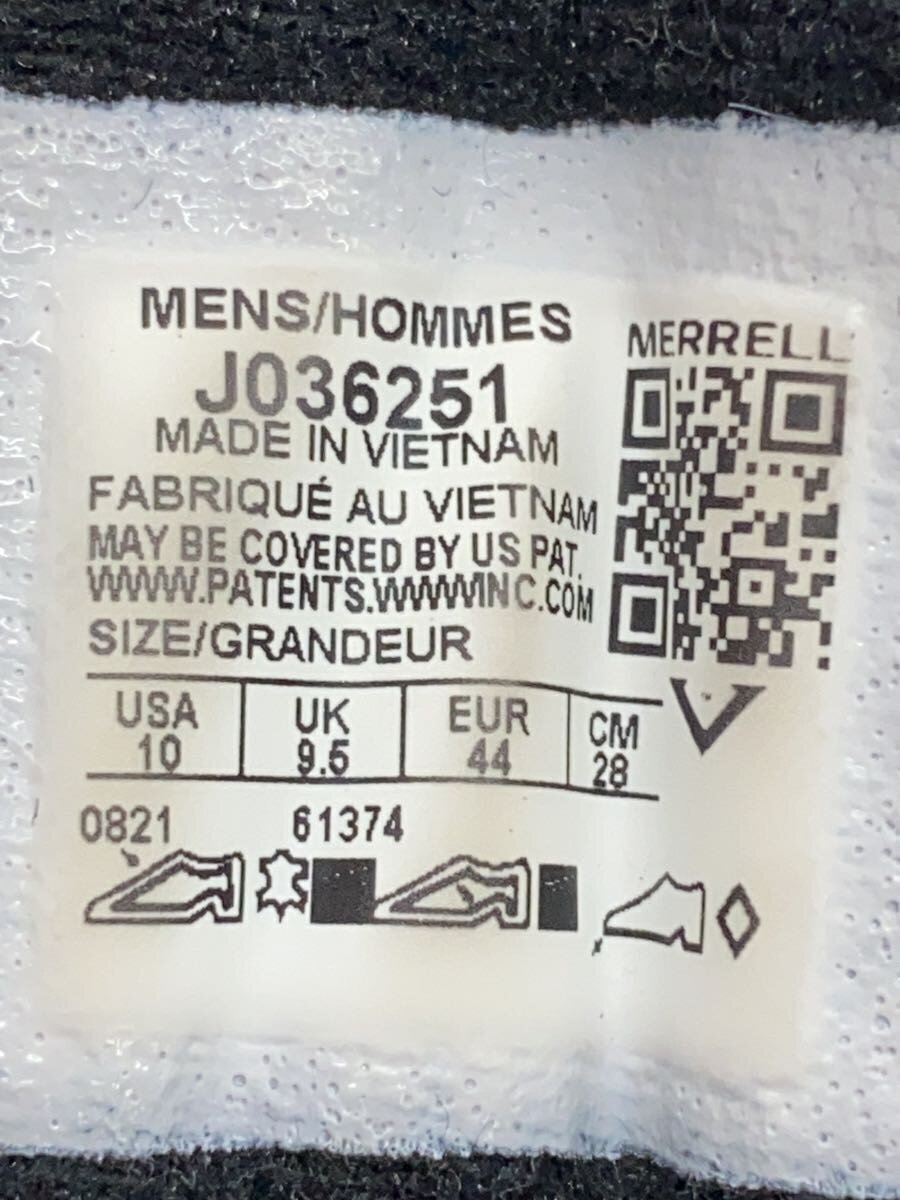 MENS/HOMMES
J036251
MADE IN VIETNAM
FABRIQUÉ AU VIETNAM
MAY BE COVERED BY US PAT.
WWW.PATENTS.WWWINC.COM
SIZE/GRANDEUR
USA UK EUR CM
10 9.5 44 28
0821 61374
MERRELL